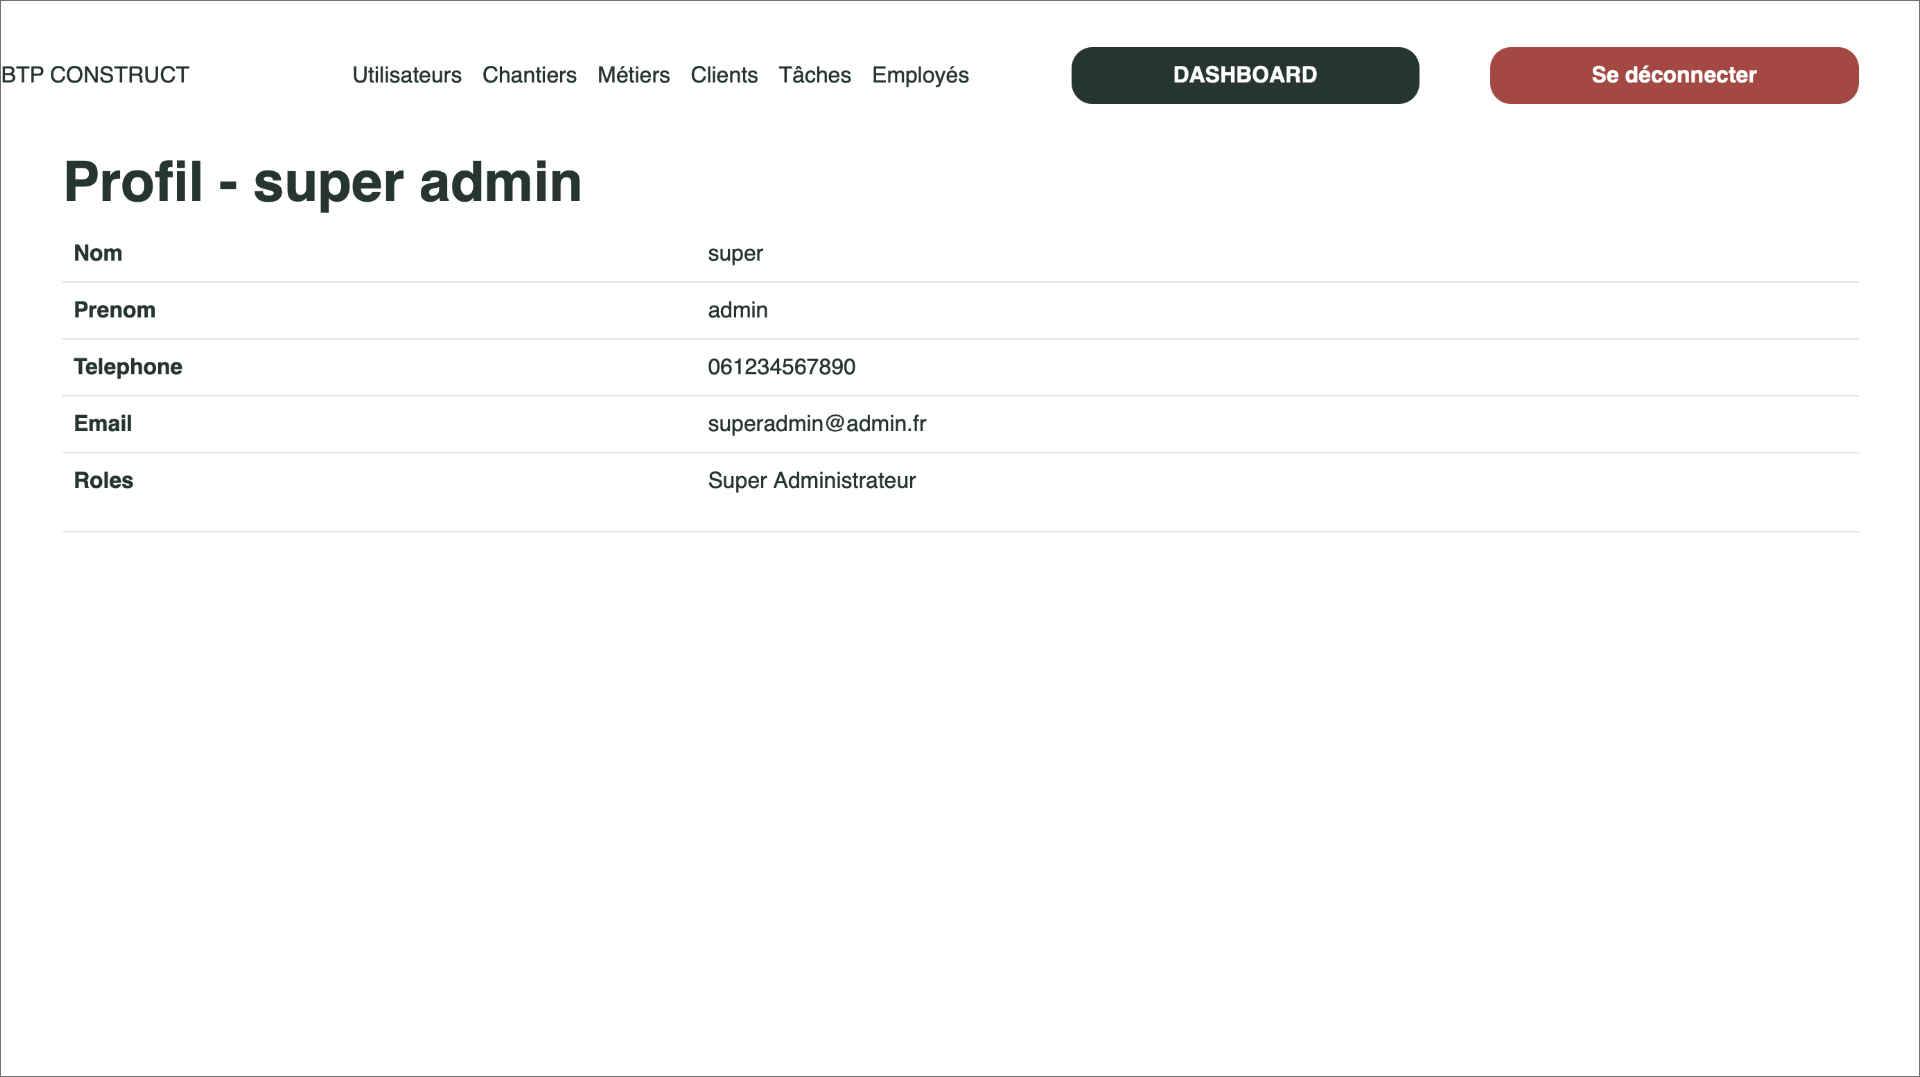 BTP CONSTRUCT Utilisateurs Chantiers Métiers Clients Tâches Employés DASHBOARD Se déconnecter
Profil - super admin
Nom super
Prenom admin
Telephone 061234567890
Email superadmin@admin.fr
Roles Super Administrateur